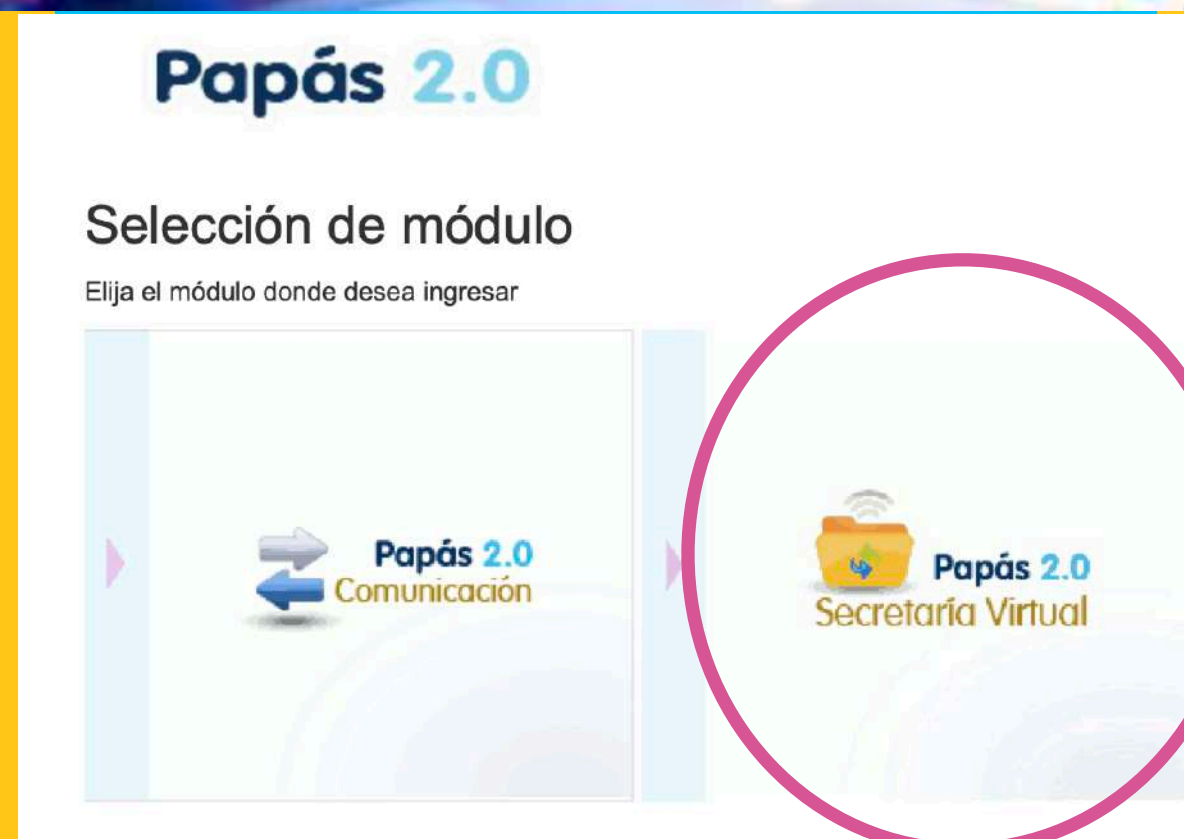 Papás 2.0
Selección de módulo
Elija el módulo donde desea ingresar
Papás 2.0
Comunicación
Papás 2.0
Secretaría Virtual